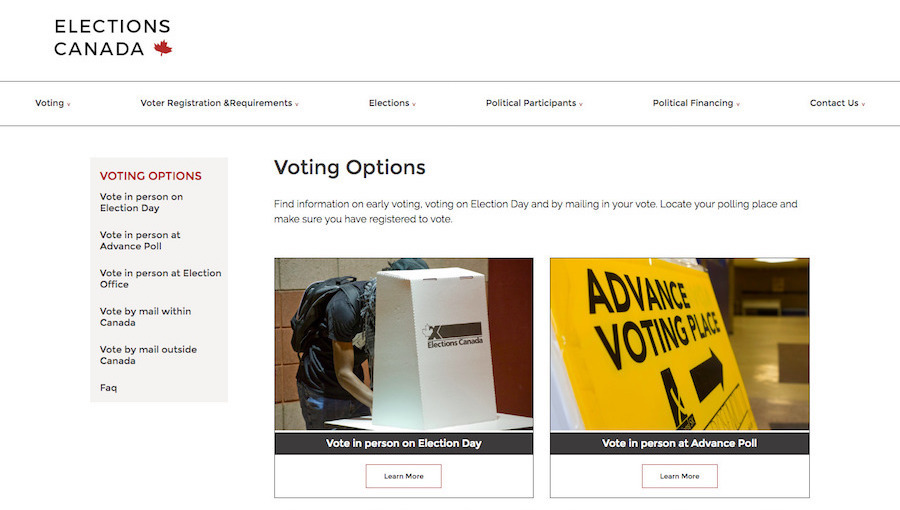 ELECTIONS
CANADA
Voting v
Voter Registration &Requirements v
Elections v
Political Participants v
Political Financing v
Contact Us v
VOTING OPTIONS
Vote in person on
Election Day
Vote in person at
Advance Poll
Vote in person at Election
Office
Vote by mail within
Canada
Vote by mail outside
Canada
Faq
Voting Options
Find information on early voting, voting on Election Day and by mailing in your vote. Locate your polling place and
make sure you have registered to vote.
Elections Canada
ADVANCE
VOTING PLACE
Vote in person on Election Day
Vote in person at Advance Poll
Learn More
Learn More